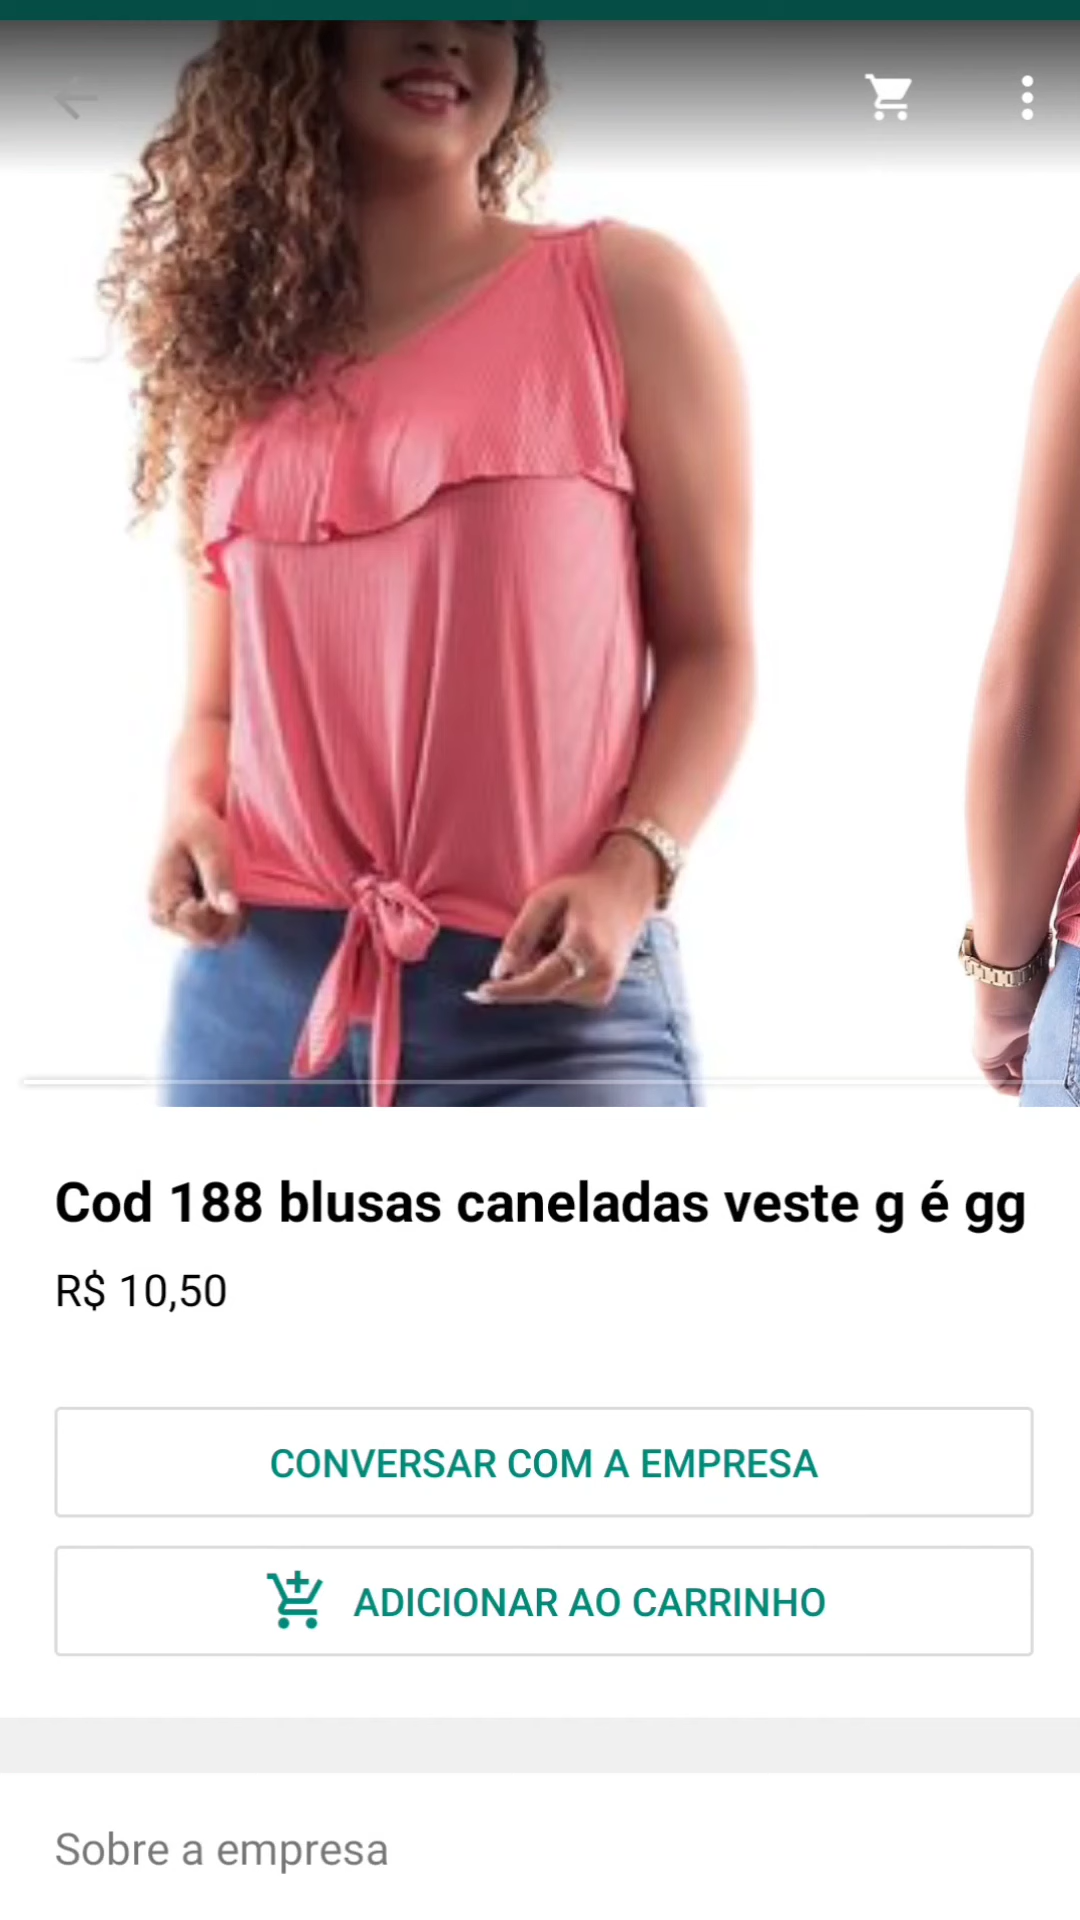 Cod 188 blusas caneladas veste g é gg
R$ 10,50
CONVERSAR COM A EMPRESA
ADICIONAR AO CARRINHO
Sobre a empresa